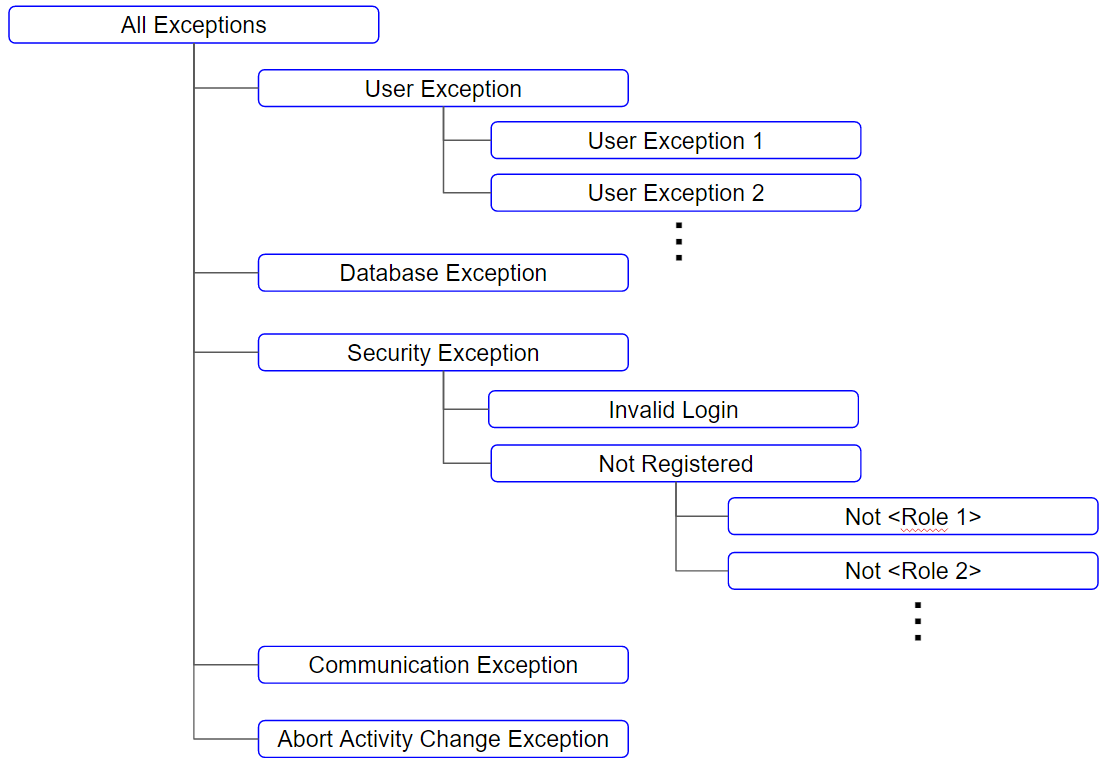 All Exceptions
User Exception
User Exception 1
User Exception 2
Database Exception
Security Exception
Invalid Login
Not Registered
Not <Role 1>
Not <Role 2>
Communication Exception
Abort Activity Change Exception